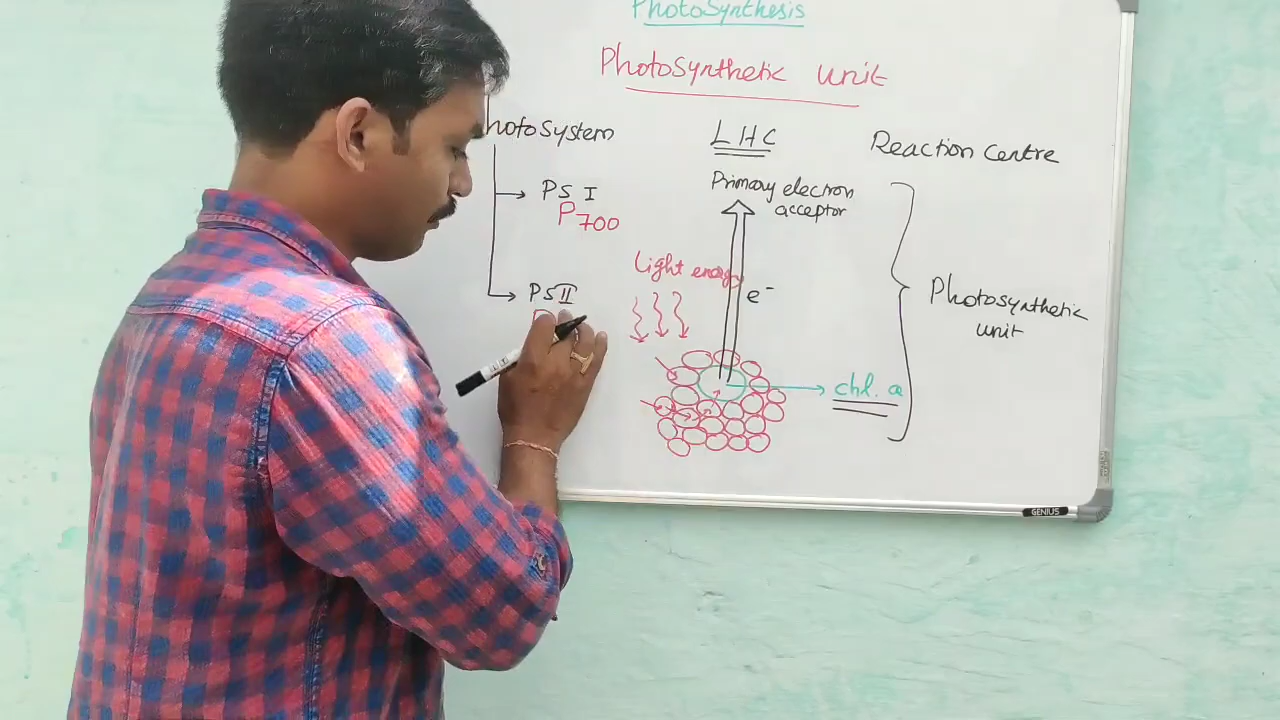 PhotoSynthesis
Photosynthetic unit
hotosystem
LHC
Reaction Centre
PS I
P700
Primary electron
acceptor
Light energy
PS II
P
e⁻
Photosynthetic
unit
chl. a
GENIUS